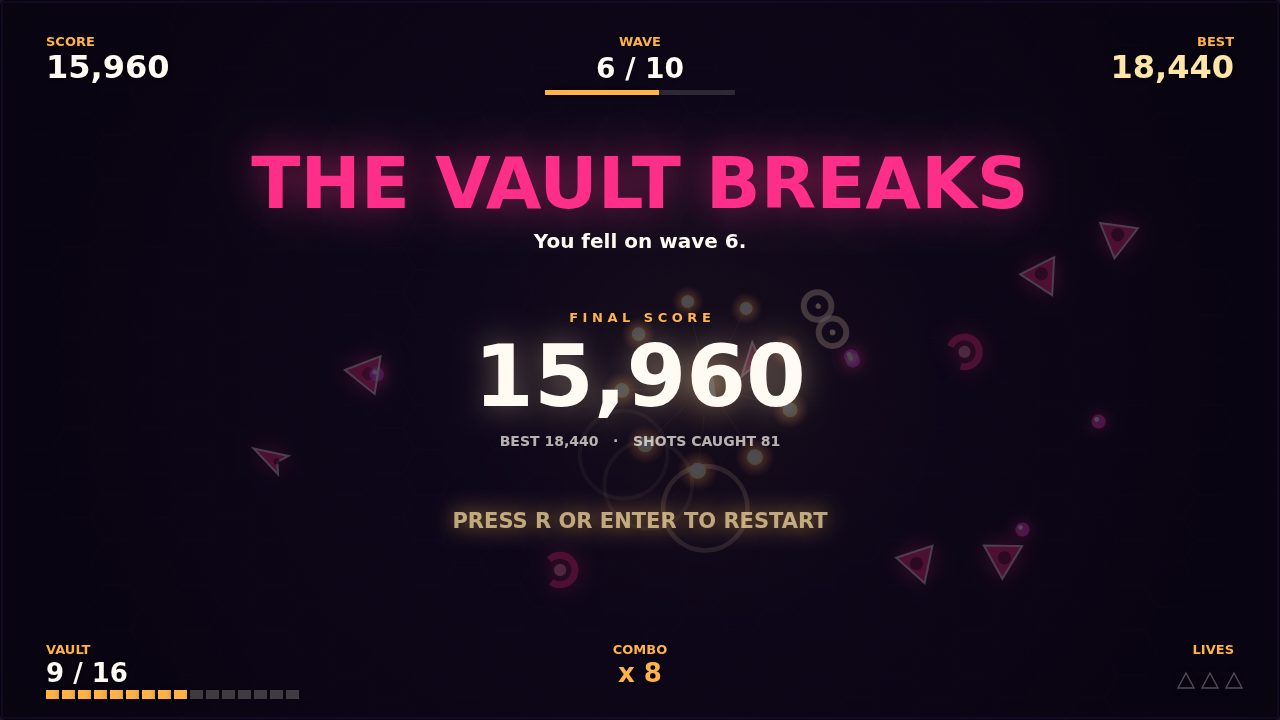 SCORE
15,960
WAVE
6 / 10
BEST
18,440
THE VAULT BREAKS
You fell on wave 6.
FINAL SCORE
15,960
BEST 18,440 · SHOTS CAUGHT 81
PRESS R OR ENTER TO RESTART
VAULT
9 / 16
COMBO
x 8
LIVES